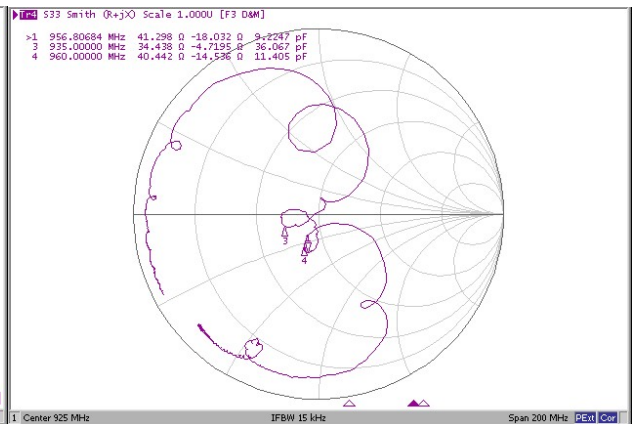 Tr4 S33 Smith (R+jX) Scale 1.000U [F3 D&M]
>1 956.80684 MHz 41.298 Ω -18.032 Ω 9.2247 pF
3 935.00000 MHz 34.438 Ω -4.7195 Ω 36.067 pF
4 960.00000 MHz 40.442 Ω -14.536 Ω 11.405 pF
3
4
1 Center 925 MHz IFBW 15 kHz Span 200 MHz PExt Cor